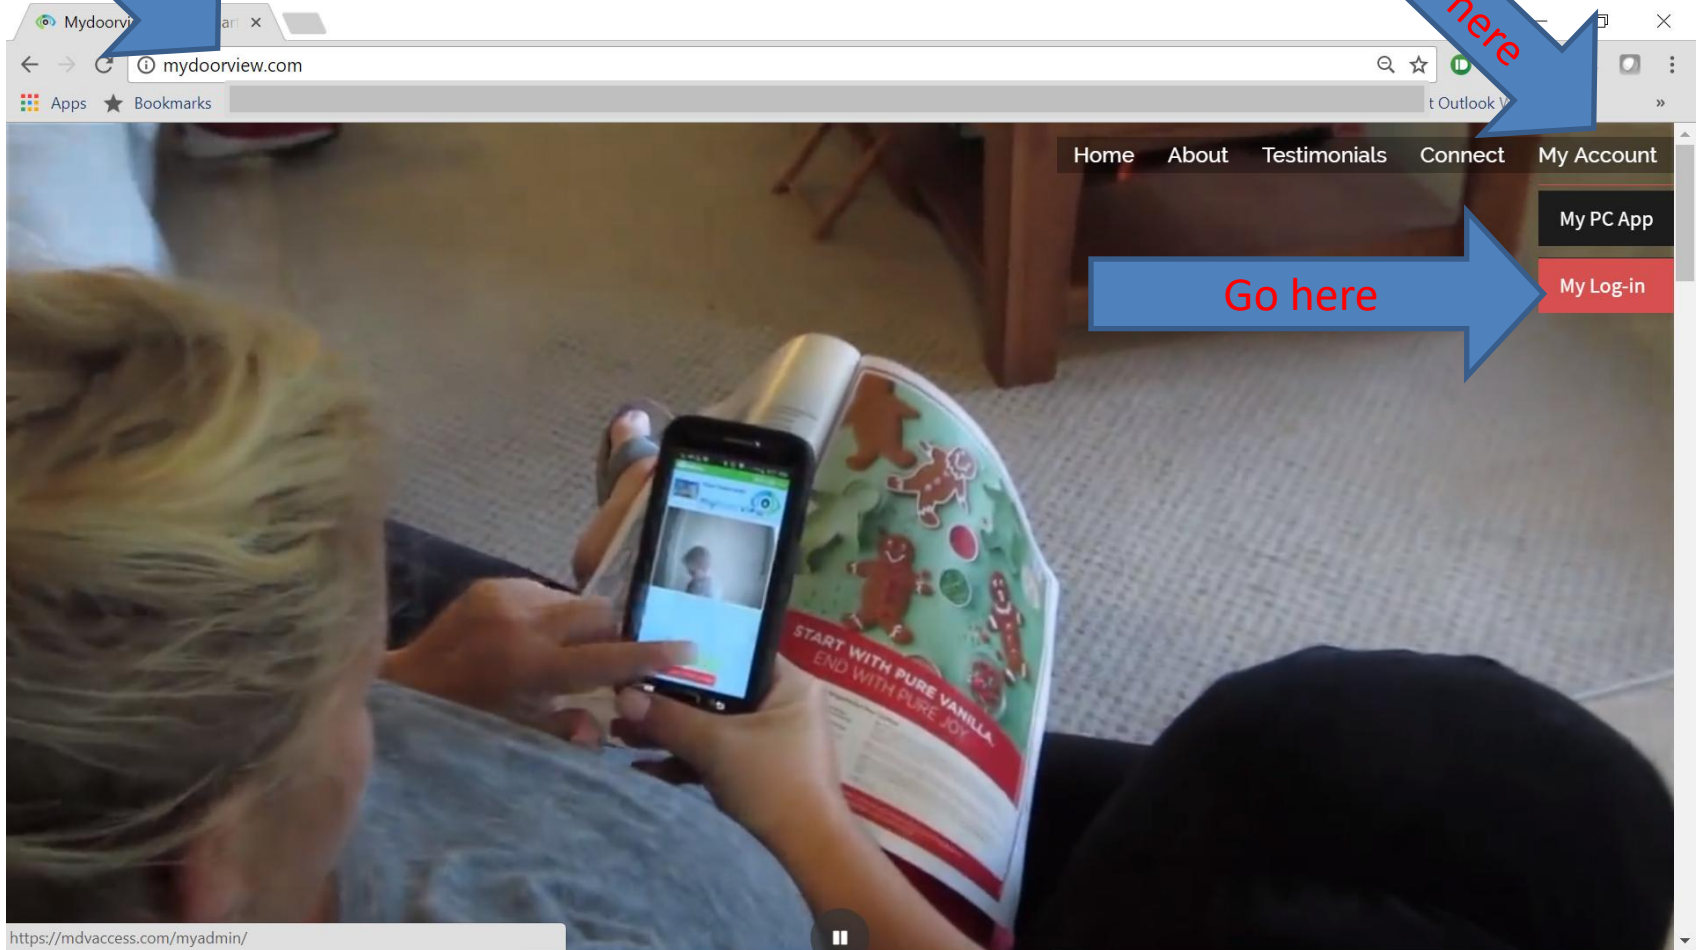 Mydoorvi
mydoorview.com
Apps
Bookmarks
t Outlook
here
Home About Testimonials Connect My Account
My PC App
Go here
My Log-in
START WITH PURE VANILLA,
END WITH PURE JOY
https://mdvaccess.com/myadmin/